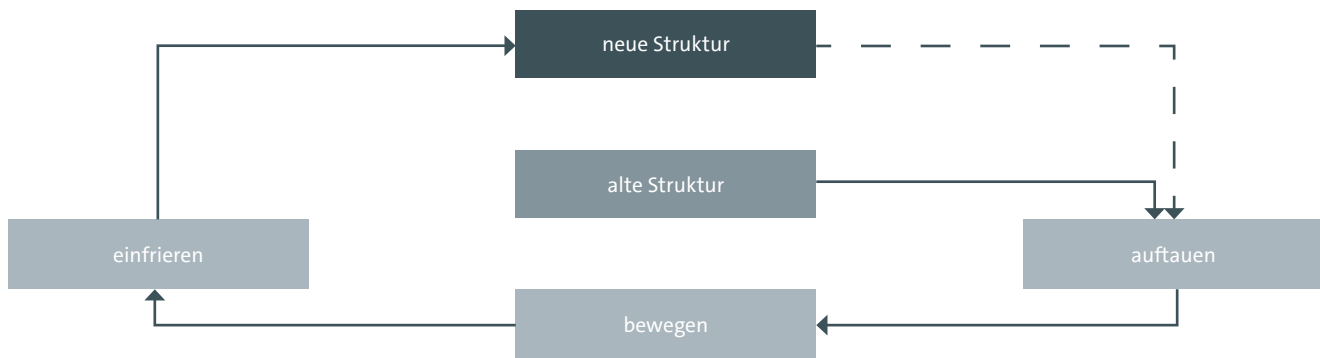 neue Struktur
alte Struktur
einfrieren
auftauen
bewegen